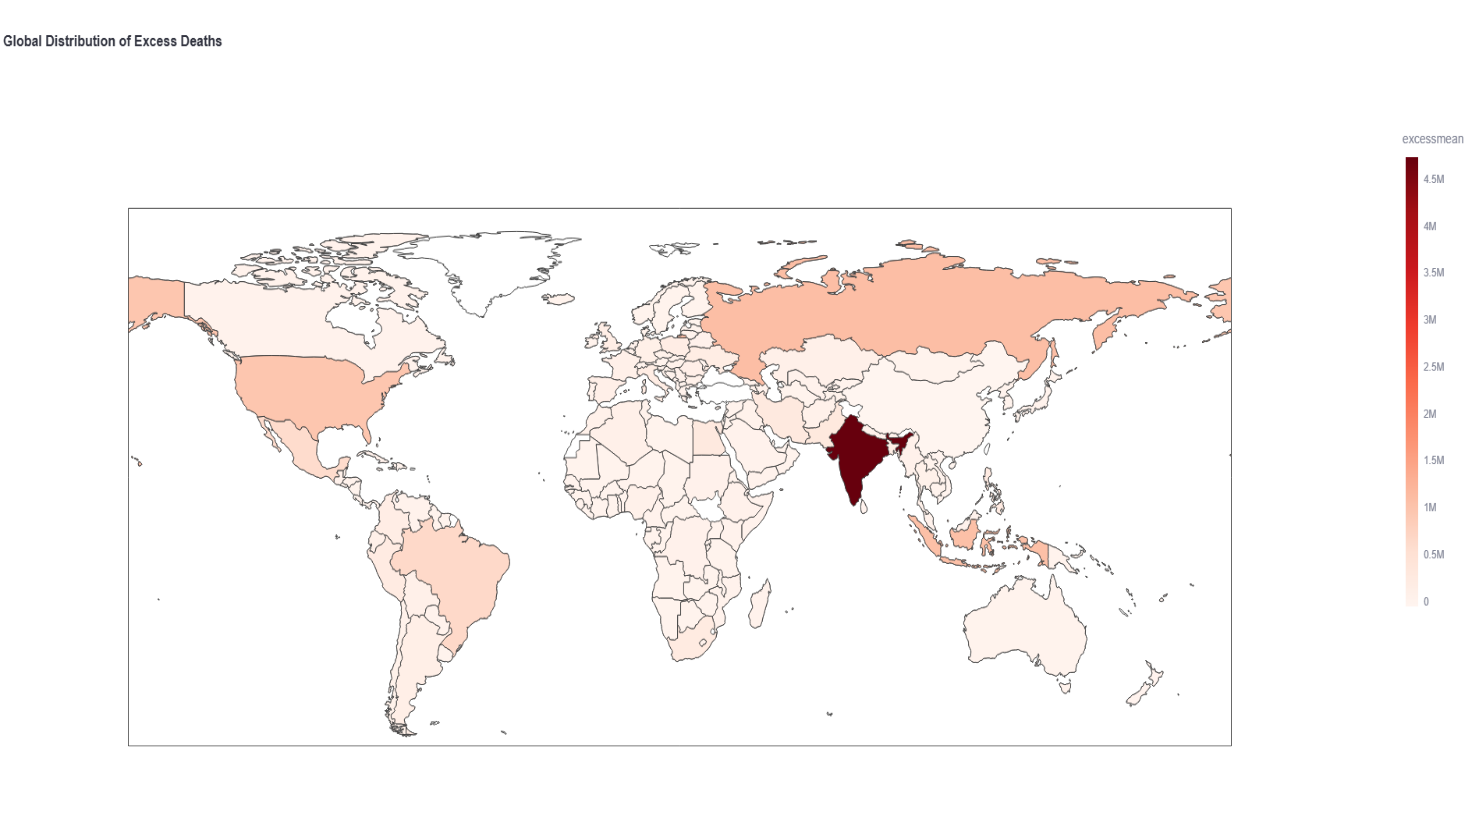 Global Distribution of Excess Deaths
excessmean
4.5M
4M
3.5M
3M
2.5M
2M
1.5M
1M
0.5M
0